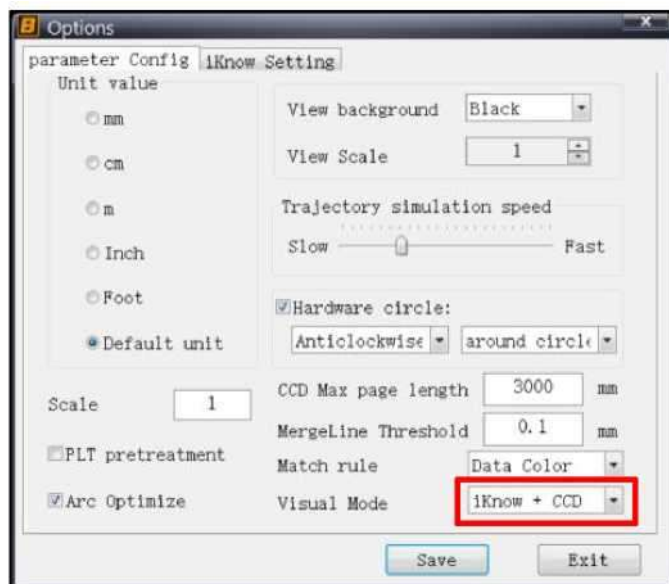 Options
parameter Config iKnow Setting
Unit value
mm
cm
m
Inch
Foot
Default unit
Scale 1
PLT pretreatment
Arc Optimize
View background Black
View Scale 1
Trajectory simulation speed
Slow Fast
Hardware circle:
Anticlockwise around circle
CCD Max page length 3000 mm
MergeLine Threshold 0.1 mm
Match rule Data Color
Visual Mode iKnow + CCD
Save Exit